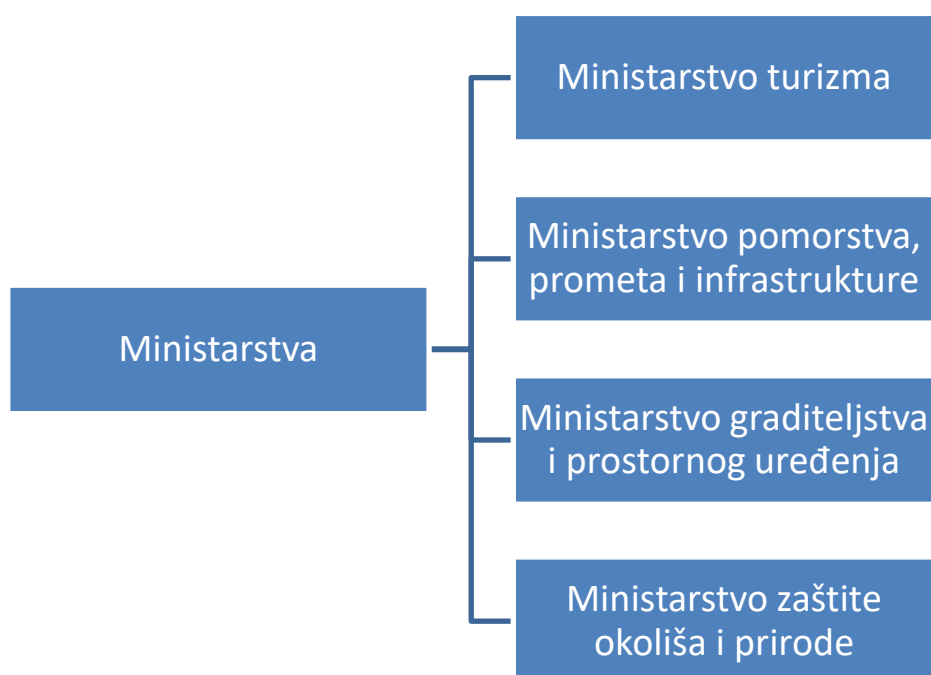 Ministarstva
Ministarstvo turizma
Ministarstvo pomorstva,
prometa i infrastrukture
Ministarstvo graditeljstva
i prostornog uređenja
Ministarstvo zaštite
okoliša i prirode